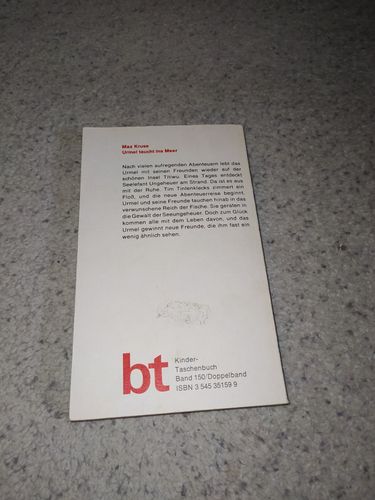 Max Kruse
Urmel taucht ins Meer
Nach vielen aufregenden Abenteuern lebt das
Urmel mit seinen Freunden wieder auf der
schönen Insel Titiwu. Eines Tages entdeckt
Seelefant Ungeheuer am Strand. Da ist es aus
mit der Ruhe. Tim Tintenklecks zimmert ein
Floß, und die neue Abenteuerreise beginnt.
Urmel und seine Freunde tauchen hinab in das
verwunschene Reich der Fische. Sie geraten in
die Gewalt der Seeungeheuer. Doch zum Glück
kommen alle mit dem Leben davon, und das
Urmel gewinnt neue Freunde, die ihm fast ein
wenig ähnlich sehen.
bt
Kinder-
Taschenbuch
Band 150/Doppelband
ISBN 3 545 35159 9